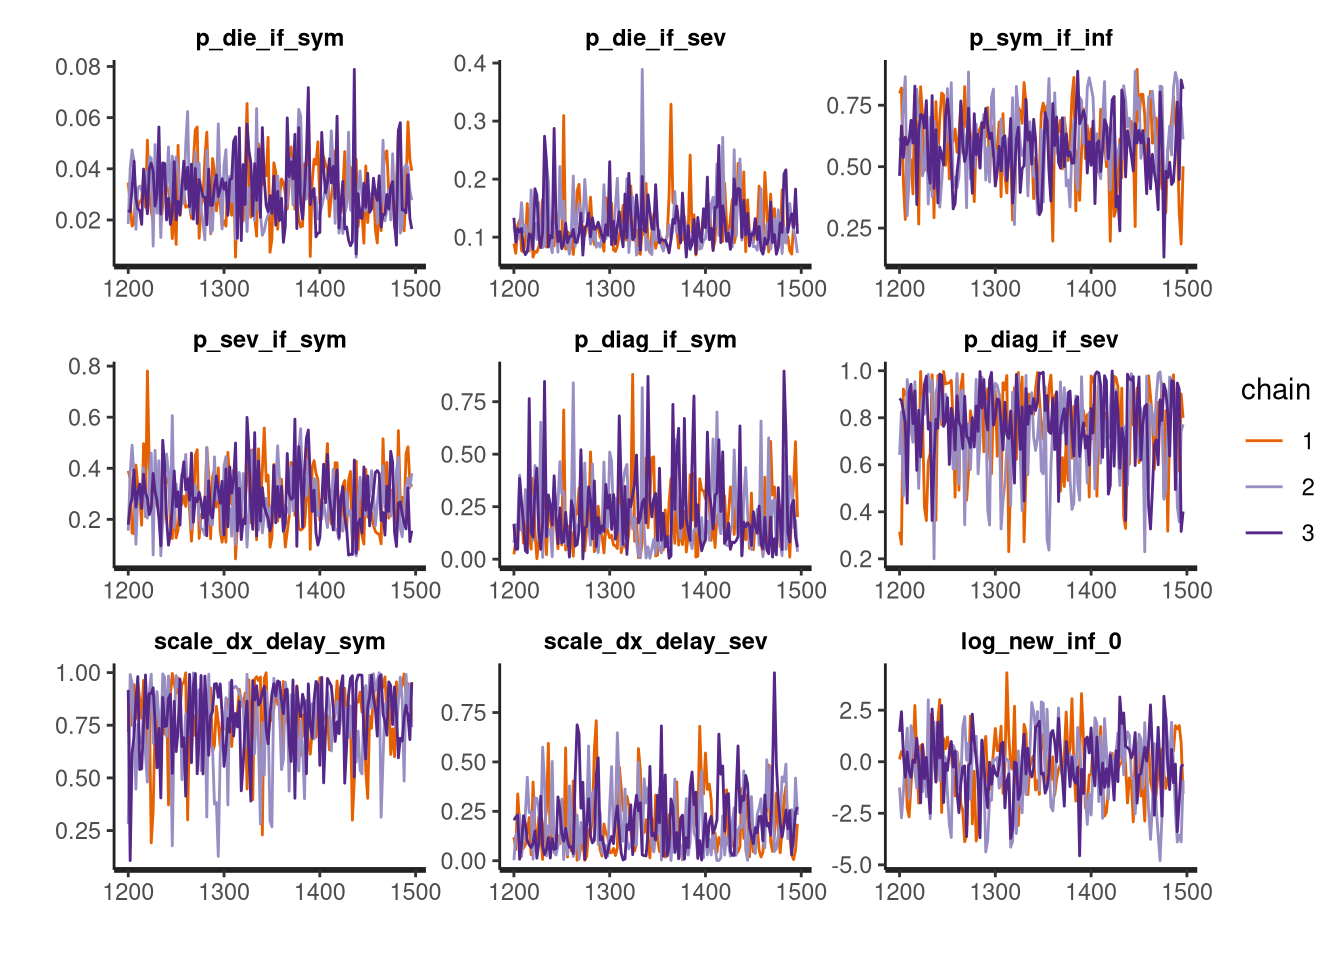 p_die_if_sym
p_die_if_sev
p_sym_if_inf
0.08
0.06
0.04
0.02
0.4
0.3
0.2
0.1
0.75
0.50
0.25
1200 1300 1400 1500
1200 1300 1400 1500
1200 1300 1400 1500
p_sev_if_sym
p_diag_if_sym
p_diag_if_sev
0.8
0.6
0.4
0.2
0.75
0.50
0.25
0.00
1.0
0.8
0.6
0.4
0.2
1200 1300 1400 1500
1200 1300 1400 1500
1200 1300 1400 1500
scale_dx_delay_sym
scale_dx_delay_sev
log_new_inf_0
1.00
0.75
0.50
0.25
0.75
0.50
0.25
0.00
2.5
0.0
-2.5
-5.0
1200 1300 1400 1500
1200 1300 1400 1500
1200 1300 1400 1500
chain
1
2
3